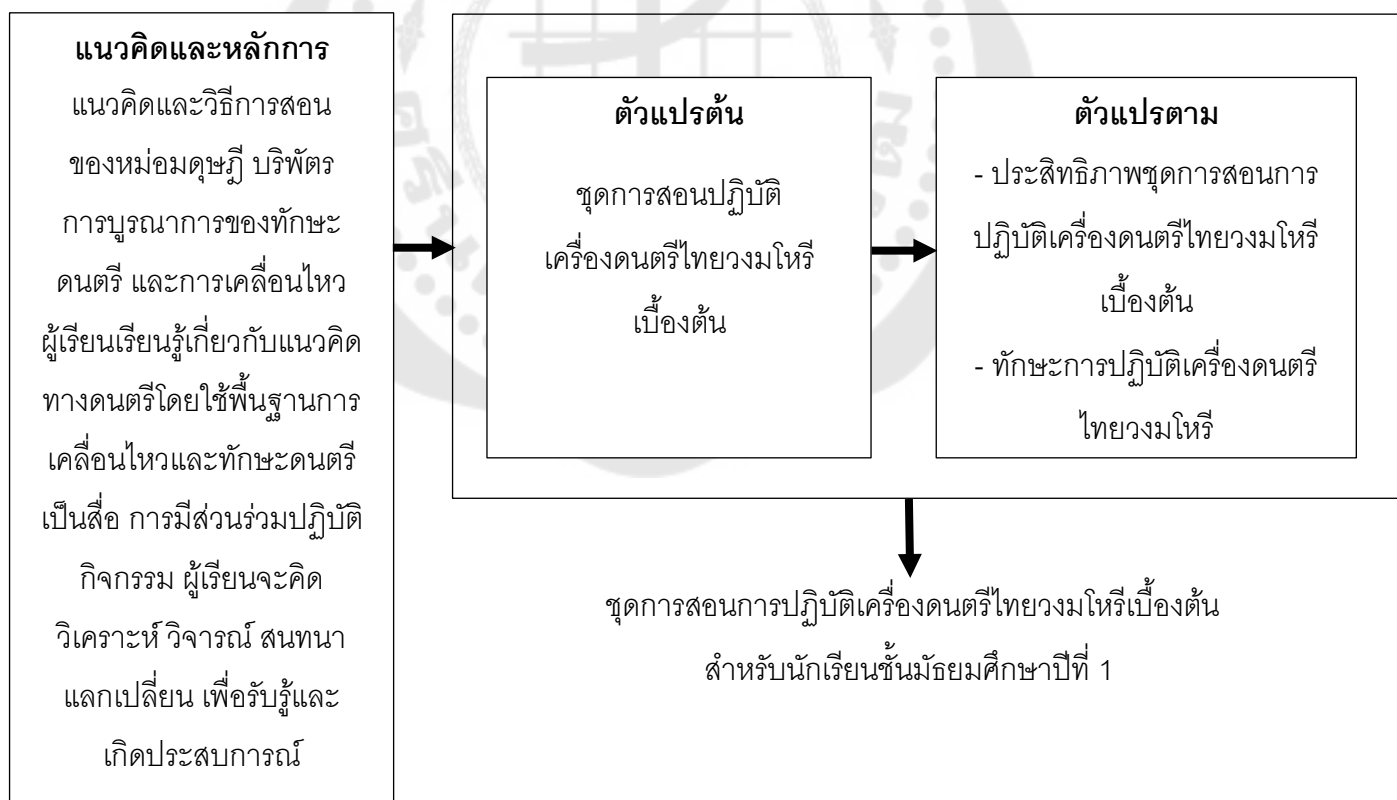 แนวคิดและหลักการ
แนวคิดและวิธีการสอน
ของหม่อมดุษฎี บริพัตร
การบูรณาการของทักษะ
ดนตรี และการเคลื่อนไหว
ผู้เรียนเรียนรู้เกี่ยวกับแนวคิด
ทางดนตรีโดยใช้พื้นฐานการ
เคลื่อนไหวและทักษะดนตรี
เป็นสื่อ การมีส่วนร่วมปฏิบัติ
กิจกรรม ผู้เรียนจะคิด
วิเคราะห์ วิจารณ์ สนทนา
แลกเปลี่ยน เพื่อรับรู้และ
เกิดประสบการณ์
ตัวแปรต้น
ชุดการสอนปฏิบัติ
เครื่องดนตรีไทยวงมโหรี
เบื้องต้น
ตัวแปรตาม
- ประสิทธิภาพชุดการสอนการ
ปฏิบัติเครื่องดนตรีไทยวงมโหรี
เบื้องต้น
- ทักษะการปฏิบัติเครื่องดนตรี
ไทยวงมโหรี
ชุดการสอนการปฏิบัติเครื่องดนตรีไทยวงมโหรีเบื้องต้น
สำหรับนักเรียนชั้นมัธยมศึกษาปีที่ 1